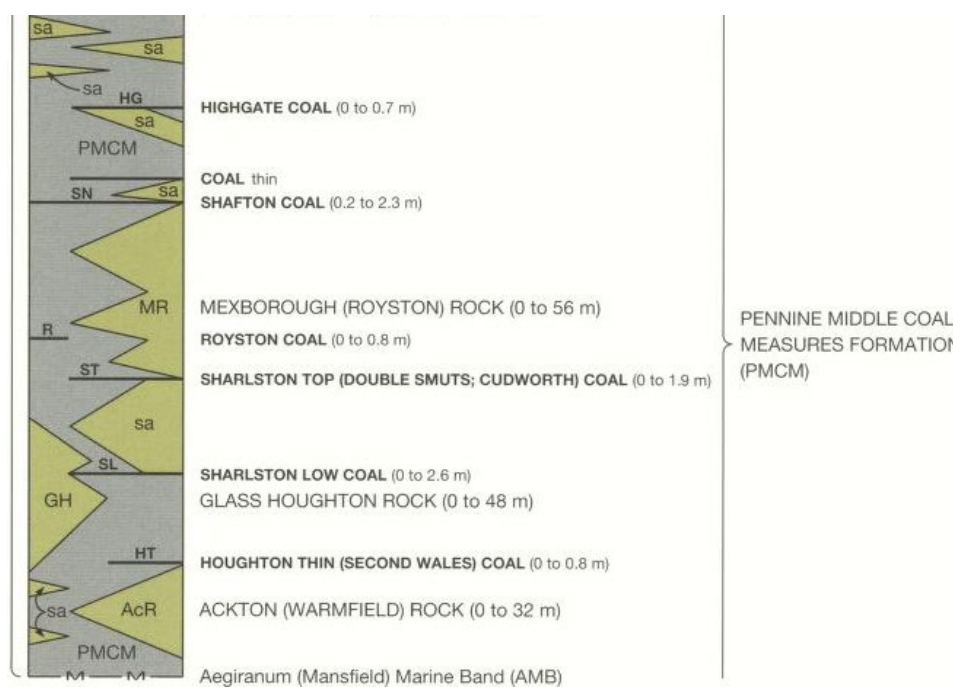 sa
sa
sa
HG
HIGHGATE COAL (0 to 0.7 m)
sa
PMCM
COAL thin
SN
sa
SHAFTON COAL (0.2 to 2.3 m)
MR
MEXBOROUGH (ROYSTON) ROCK (0 to 56 m)
R
ROYSTON COAL (0 to 0.8 m)
PENNINE MIDDLE COAL
MEASURES FORMATION
(PMCM)
ST
SHARLSTON TOP (DOUBLE SMUTS; CUDWORTH) COAL (0 to 1.9 m)
sa
SL
SHARLSTON LOW COAL (0 to 2.6 m)
GH
GLASS HOUGHTON ROCK (0 to 48 m)
HT
HOUGHTON THIN (SECOND WALES) COAL (0 to 0.8 m)
sa
AcR
ACKTON (WARMFIELD) ROCK (0 to 32 m)
PMCM
M M
Aegiranum (Mansfield) Marine Band (AMB)